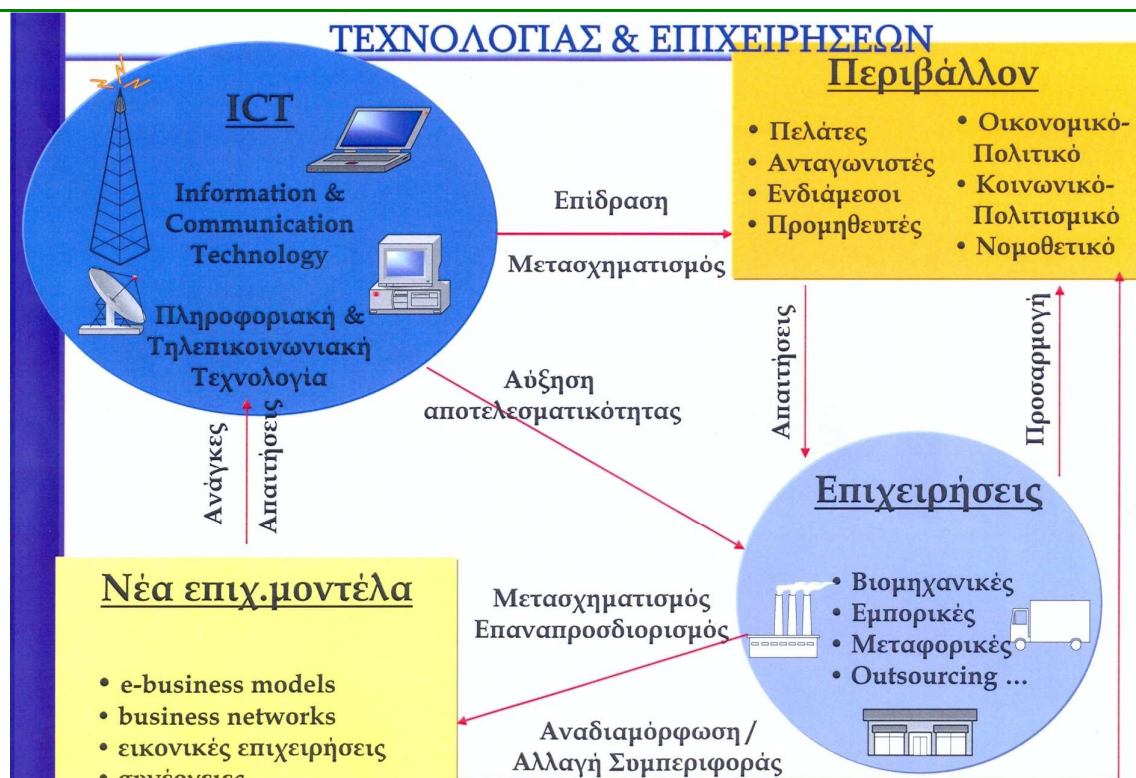 ΤΕΧΝΟΛΟΓΙΑΣ & ΕΠΙΧΕΙΡΗΣΕΩΝ
ICT
Information &
Communication
Technology
Πληροφοριακή &
Τηλεπικοινωνιακή
Τεχνολογία
Επίδραση
Μετασχηματισμός
Περιβάλλον
• Πελάτες
• Ανταγωνιστές
• Ενδιάμεσοι
• Προμηθευτές
• Οικονομικό-
Πολιτικό
• Κοινωνικό-
Πολιτισμικό
• Νομοθετικό
Ανάγκες
Απαιτήσεις
Αύξηση
αποτελεσματικότητας
Απαιτήσεις
Προσαρμογή
Επιχειρήσεις
• Βιομηχανικές
• Εμπορικές
• Μεταφορικές
• Outsourcing ...
Μετασχηματισμός
Επαναπροσδιορισμός
Νέα επιχ.μοντέλα
• e-business models
• business networks
• εικονικές επιχειρήσεις
Αναδιαμόρφωση /
Αλλαγή Συμπεριφοράς